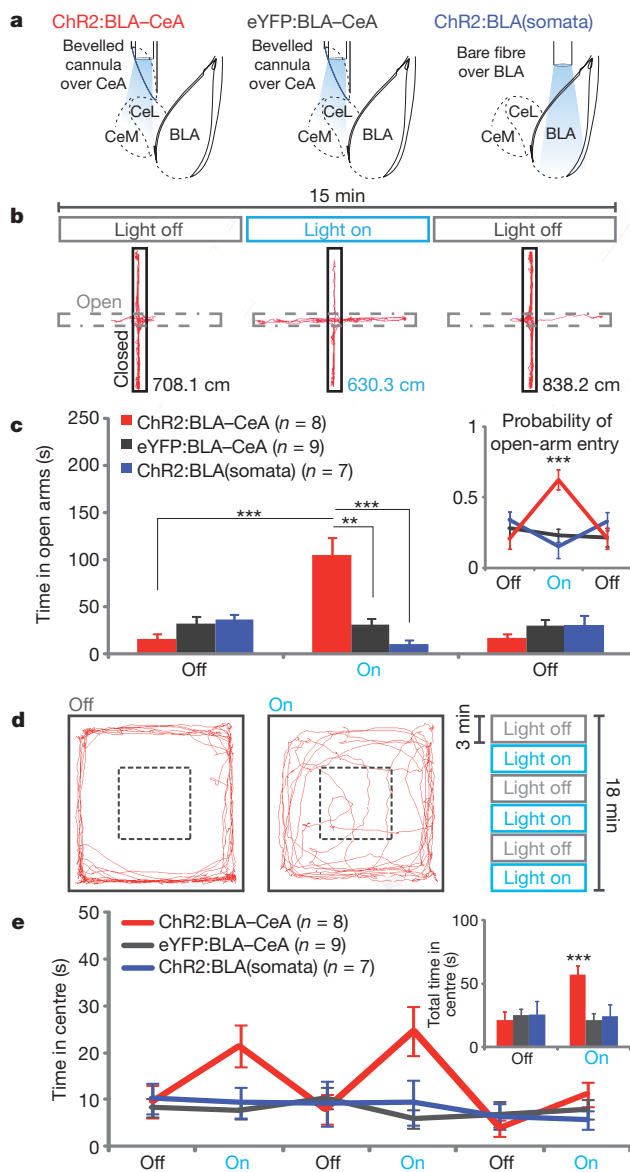 a
ChR2:BLA–CeA
eYFP:BLA–CeA
ChR2:BLA(somata)
Bevelled
cannula
over CeA
CeL
CeM
BLA
Bevelled
cannula
over CeA
CeL
CeM
BLA
Bare fibre
over BLA
CeL
CeM
BLA
b
15 min
Light off
Light on
Light off
Open
Closed
708.1 cm
630.3 cm
838.2 cm
c
Time in open arms (s)
250
200
150
100
50
0
ChR2:BLA–CeA (n = 8)
eYFP:BLA–CeA (n = 9)
ChR2:BLA(somata) (n = 7)
***
***
**
Off
On
Off
Probability of
open-arm entry
***
1
0.5
0
Off
On
Off
d
Off
On
3 min
Light off
Light on
Light off
Light on
Light off
Light on
18 min
e
Time in centre (s)
50
40
30
20
10
0
ChR2:BLA–CeA (n = 8)
eYFP:BLA–CeA (n = 9)
ChR2:BLA(somata) (n = 7)
Off
On
Off
On
Off
On
Total time in
centre (s)
100
50
0
***
Off
On